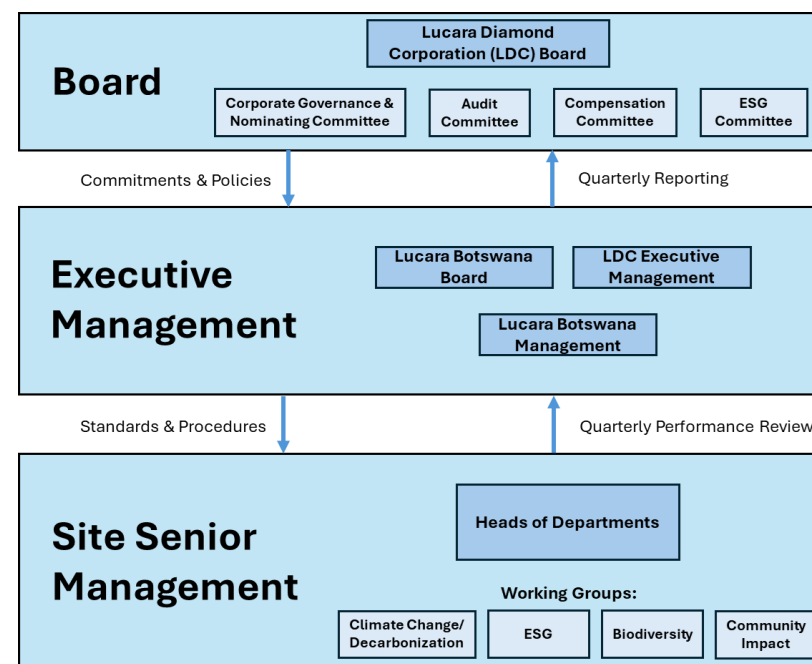 Board
Lucara Diamond
Corporation (LDC) Board
Corporate Governance &
Nominating Committee
Audit
Committee
Compensation
Committee
ESG
Committee
Commitments & Policies
Quarterly Reporting
Executive
Management
Lucara Botswana
Board
LDC Executive
Management
Lucara Botswana
Management
Standards & Procedures
Quarterly Performance Review
Site Senior
Management
Heads of Departments
Working Groups:
Climate Change/
Decarbonization
ESG
Biodiversity
Community
Impact